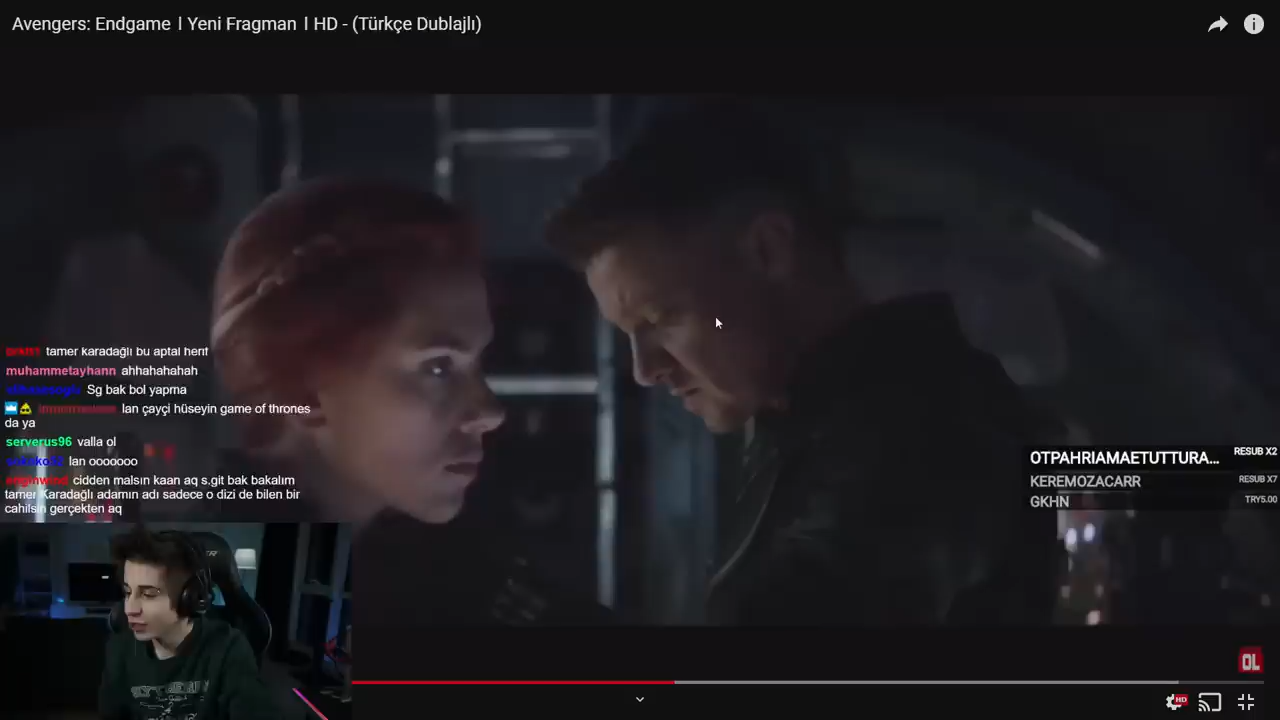 Avengers: Endgame l Yeni Fragman l HD - (Türkçe Dublajlı)
tamer karadağlı bu aptal herif
muhammetayhann ahhahahahah
Sg bak bol yapma
lan çayçi hüseyin game of thrones
da ya
serverus96 valla ol
lan ooooooo
cidden malsın kaan aq s.git bak bakalım
tamer Karadağlı adamın adı sadece o dizi de bilen bir
cahilsin gerçekten aq
OTPAHRIAMAETUTTURA... RESUB X2
KEREMOZACARR RESUB X7
GKHN TRY5.00
OL
HD